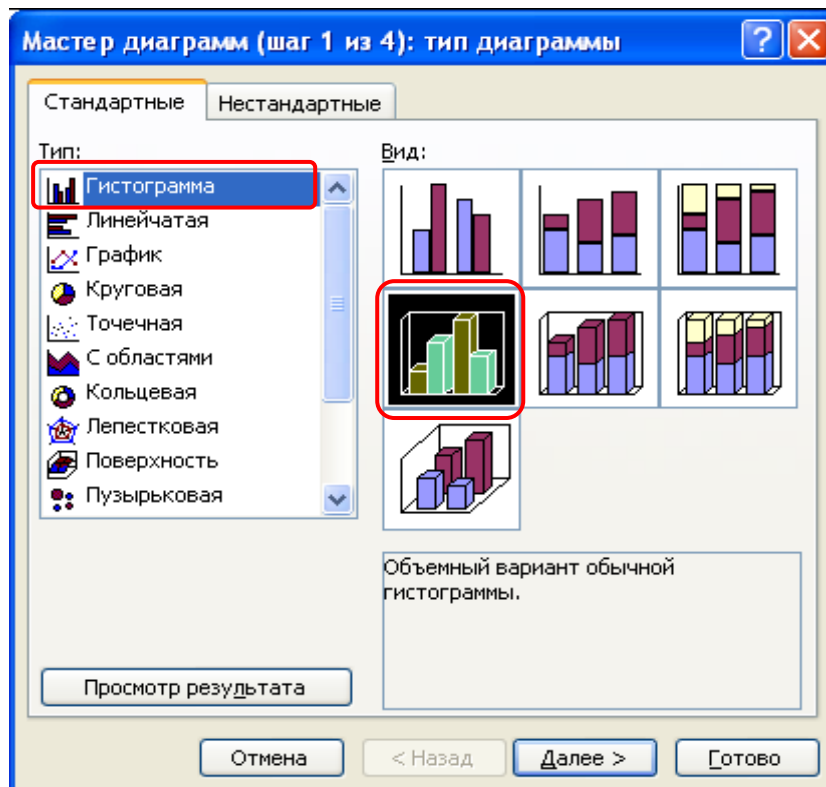 Мастер диаграмм (шаг 1 из 4): тип диаграммы
Стандартные
Нестандартные
Тип:
Вид:
Гистограмма
Линейчатая
График
Круговая
Точечная
С областями
Кольцевая
Лепестковая
Поверхность
Пузырьковая
Объемный вариант обычной
гистограммы.
Просмотр результата
Отмена
< Назад
Далее >
Готово